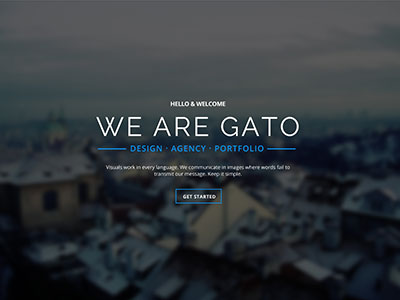 HELLO & WELCOME
WE ARE GATO
DESIGN · AGENCY · PORTFOLIO
Visuals work in every language. We communicate in images where words fail to
transmit our message. Keep it simple.
GET STARTED